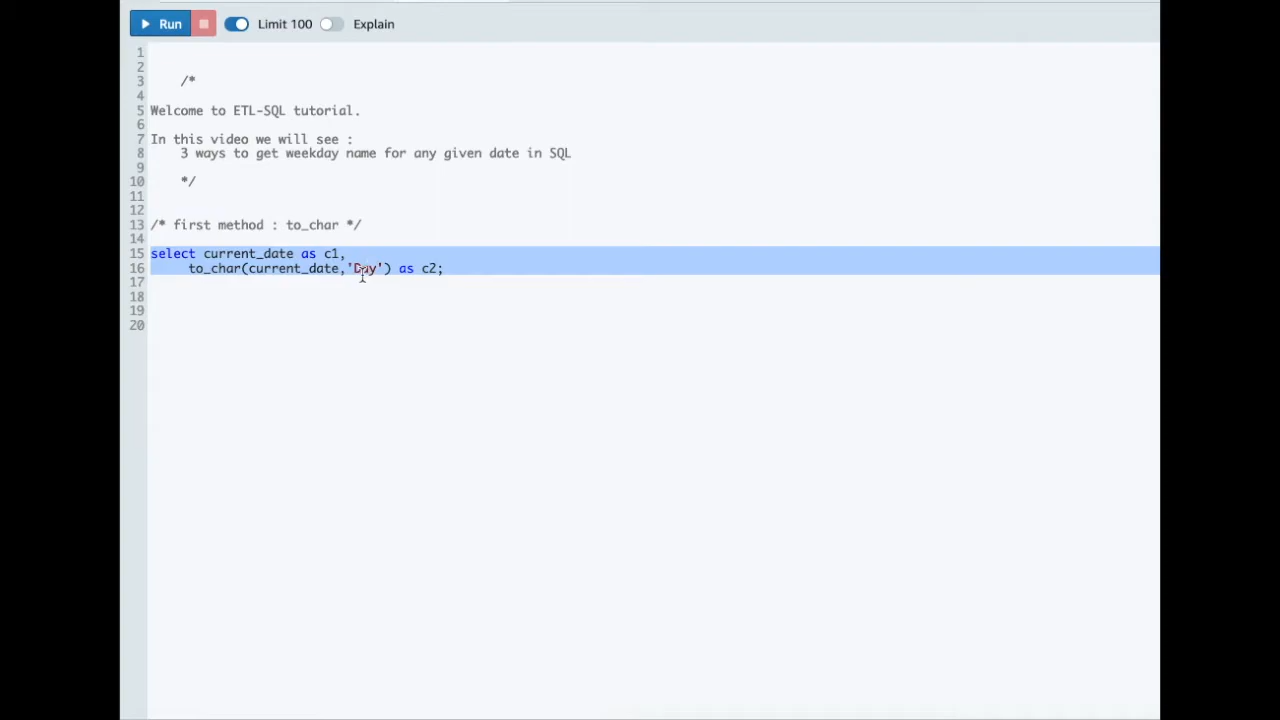 Run Limit 100 Explain
1
2
3 /*
4
5 Welcome to ETL-SQL tutorial.
6
7 In this video we will see :
8 3 ways to get weekday name for any given date in SQL
9
10 */
11
12
13 /* first method : to_char */
14
15 select current_date as c1,
16 to_char(current_date,'Day') as c2;
17
18
19
20